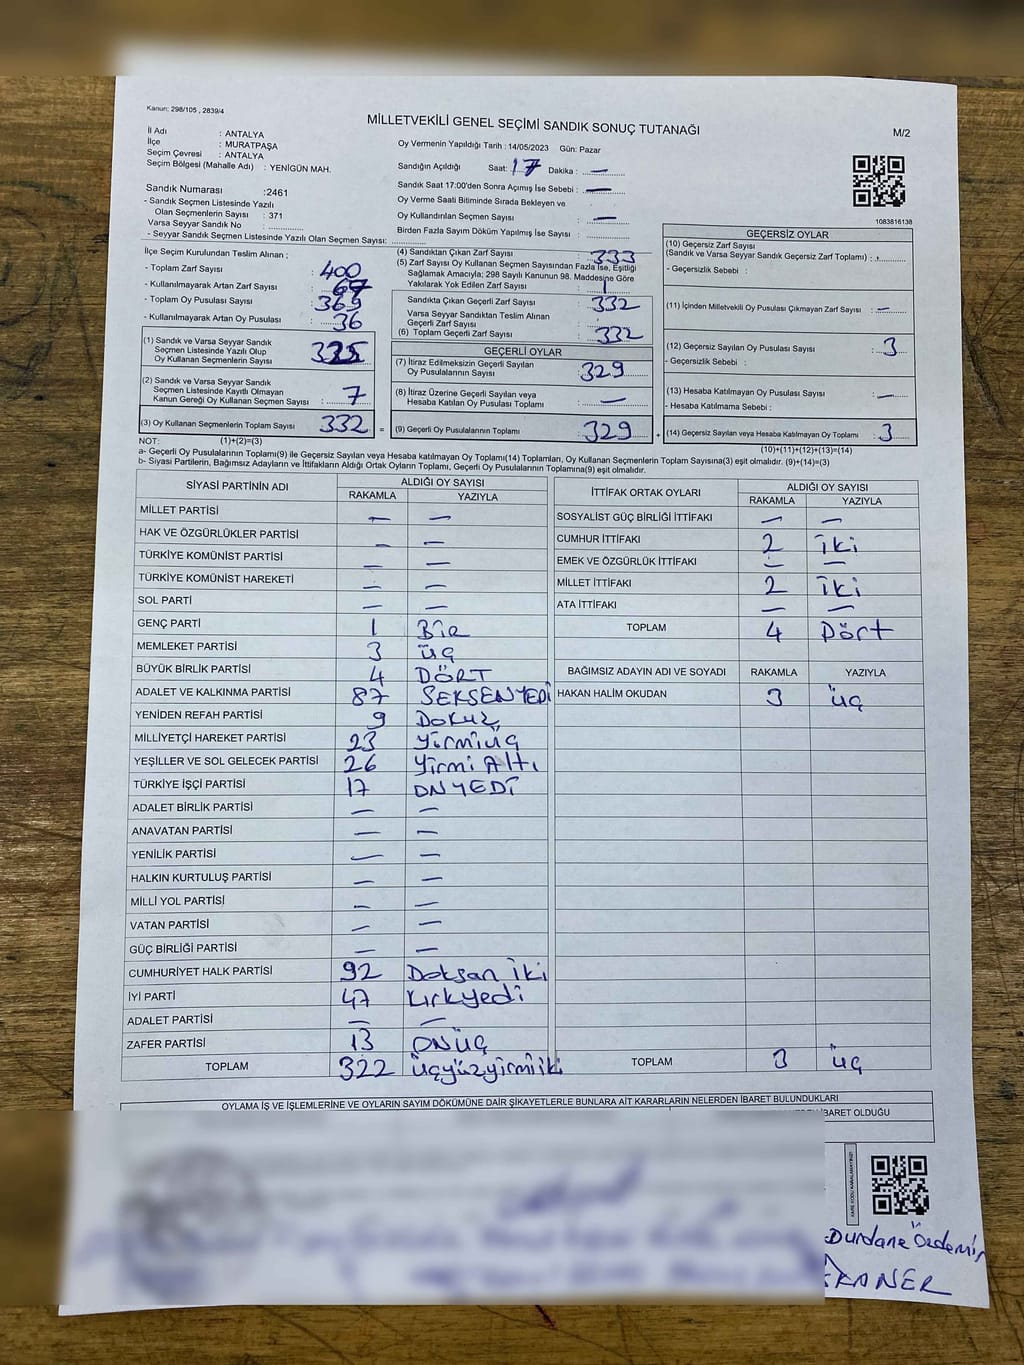 Kanun: 298/105 , 2839/4
MİLLETVEKİLİ GENEL SEÇİMİ SANDIK SONUÇ TUTANAĞI
M/2
İl Adı : ANTALYA
İlçe : MURATPAŞA
Seçim Çevresi : ANTALYA
Seçim Bölgesi (Mahalle Adı) : YENİGÜN MAH.
Oy Vermenin Yapıldığı Tarih : 14/05/2023 Gün: Pazar
Sandığın Açıldığı Saat: 17 Dakika : —
Sandık Saat 17:00'den Sonra Açımış İse Sebebi : —
Oy Verme Saati Bitiminde Sırada Bekleyen ve
Oy Kullandırılan Seçmen Sayısı : —
Birden Fazla Sayım Döküm Yapılmış İse Sayısı :
1083816138
Sandık Numarası :2461
- Sandık Seçmen Listesinde Yazılı
Olan Seçmenlerin Sayısı : 371
Varsa Seyyar Sandık No :
- Seyyar Sandık Seçmen Listesinde Yazılı Olan Seçmen Sayısı:
İlçe Seçim Kurulundan Teslim Alınan ;
- Toplam Zarf Sayısı : 400
- Kullanılmayarak Artan Zarf Sayısı : 67
- Toplam Oy Pusulası Sayısı : 369
- Kullanılmayarak Artan Oy Pusulası : 36
(1) Sandık ve Varsa Seyyar Sandık
Seçmen Listesinde Yazılı Olup
Oy Kullanan Seçmenlerin Sayısı : 325
(2) Sandık ve Varsa Seyyar Sandık
Seçmen Listesinde Kayıtlı Olmayan
Kanun Gereği Oy Kullanan Seçmen Sayısı : 7
(3) Oy Kullanan Seçmenlerin Toplam Sayısı : 332 =
(4) Sandıktan Çıkan Zarf Sayısı : 333
(5) Zarf Sayısı Oy Kullanan Seçmen Sayısından Fazla İse, Eşitliği
Sağlamak Amacıyla; 298 Sayılı Kanunun 98. Maddesine Göre
Yakılarak Yok Edilen Zarf Sayısı : 1
Sandıkta Çıkan Geçerli Zarf Sayısı : 332
Varsa Seyyar Sandıktan Teslim Alınan
Geçerli Zarf Sayısı :
(6) Toplam Geçerli Zarf Sayısı : 332
GEÇERLİ OYLAR
(7) İtiraz Edilmeksizin Geçerli Sayılan
Oy Pusulalarının Sayısı : 329
(8) İtiraz Üzerine Geçerli Sayılan veya
Hesaba Katılan Oy Pusulası Toplamı : —
(9) Geçerli Oy Pusulalarının Toplamı : 329 +
GEÇERSİZ OYLAR
(10) Geçersiz Zarf Sayısı
(Sandık ve Varsa Seyyar Sandık Geçersiz Zarf Toplamı) :
- Geçersizlik Sebebi :
(11) İçinden Milletvekili Oy Pusulası Çıkmayan Zarf Sayısı : —
(12) Geçersiz Sayılan Oy Pusulası Sayısı : 3
- Geçersizlik Sebebi :
(13) Hesaba Katılmayan Oy Pusulası Sayısı : —
- Hesaba Katılmama Sebebi :
(14) Geçersiz Sayılan veya Hesaba Katılmayan Oy Toplamı : 3
NOT: (1)+(2)=(3)
(10)+(11)+(12)+(13)=(14)
a- Geçerli Oy Pusulalarının Toplamı(9) ile Geçersiz Sayılan veya Hesaba Katılmayan Oy Toplamı(14) Toplamları, Oy Kullanan Seçmenlerin Toplam Sayısına(3) eşit olmalıdır. (9)+(14)=(3)
b- Siyasi Partilerin, Bağımsız Adayların ve İttifakların Aldığı Ortak Oyların Toplamı, Geçerli Oy Pusulalarının Toplamına(9) eşit olmalıdır.
SİYASİ PARTİNİN ADI ALDIĞI OY SAYISI
RAKAMLA YAZIYLA
MİLLET PARTİSİ — —
HAK VE ÖZGÜRLÜKLER PARTİSİ — —
TÜRKİYE KOMÜNİST PARTİSİ — —
TÜRKİYE KOMÜNİST HAREKETİ — —
SOL PARTİ — —
GENÇ PARTİ 1 Bir
MEMLEKET PARTİSİ 3 üç
BÜYÜK BİRLİK PARTİSİ 4 DÖRT
ADALET VE KALKINMA PARTİSİ 87 SEKSENYEDİ
YENİDEN REFAH PARTİSİ 9 Dokuz
MİLLİYETÇİ HAREKET PARTİSİ 23 Yirmiüç
YEŞİLLER VE SOL GELECEK PARTİSİ 26 Yirmi Altı
TÜRKİYE İŞÇİ PARTİSİ 17 ONYEDİ
ADALET BİRLİK PARTİSİ — —
ANAVATAN PARTİSİ — —
YENİLİK PARTİSİ — —
HALKIN KURTULUŞ PARTİSİ — —
MİLLİ YOL PARTİSİ — —
VATAN PARTİSİ — —
GÜÇ BİRLİĞİ PARTİSİ — —
CUMHURİYET HALK PARTİSİ 92 Doksan iki
İYİ PARTİ 47 kırkyedi
ADALET PARTİSİ — —
ZAFER PARTİSİ 13 ONÜÇ
TOPLAM 322 üçyüzyirmiiki
İTTİFAK ORTAK OYLARI ALDIĞI OY SAYISI
RAKAMLA YAZIYLA
SOSYALİST GÜÇ BİRLİĞİ İTTİFAKI — —
CUMHUR İTTİFAKI 2 iki
EMEK VE ÖZGÜRLÜK İTTİFAKI — —
MİLLET İTTİFAKI 2 iki
ATA İTTİFAKI — —
TOPLAM 4 Dört
BAĞIMSIZ ADAYIN ADI VE SOYADI RAKAMLA YAZIYLA
HAKAN HALİM OKUDAN 3 üç
TOPLAM 3 üç
OYLAMA İŞ VE İŞLEMLERİNE VE OYLARIN SAYIM DÖKÜMÜNE DAİR ŞİKAYETLERLE BUNLARA AİT KARARLARIN NELERDEN İBARET BULUNDUKLARI
İBARET OLDUĞU
KARE KODU KARALAMAYINIZ!
Durdane Özdemir
KANER